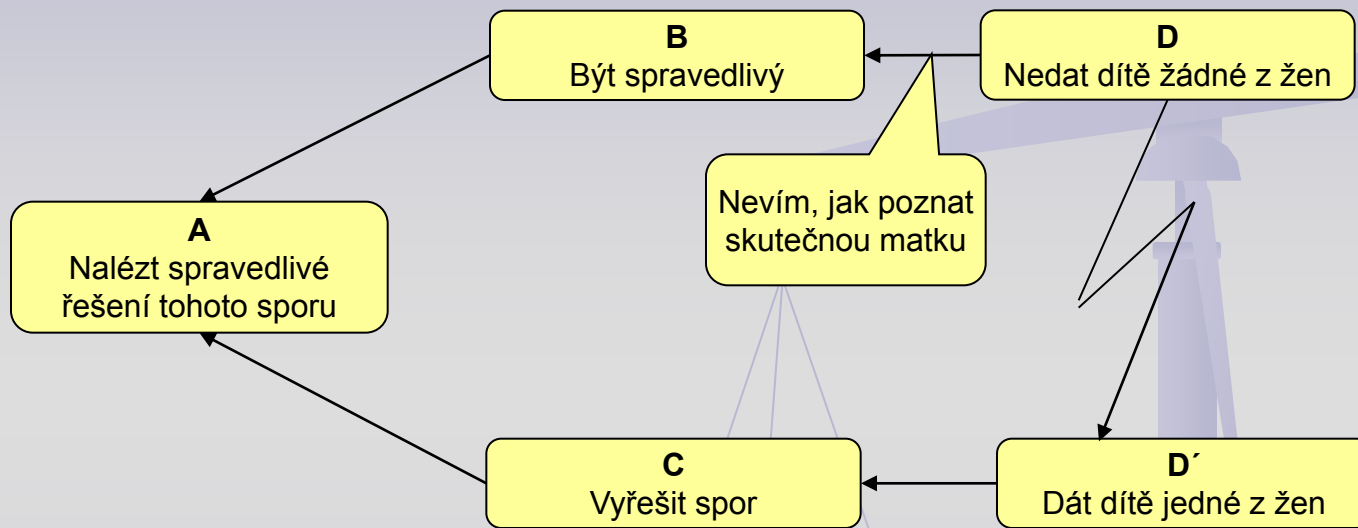 B
Být spravedlivý
D
Nedat dítě žádné z žen
Nevím, jak poznat
skutečnou matku
A
Nalézt spravedlivé
řešení tohoto sporu
C
Vyřešit spor
D´
Dát dítě jedné z žen